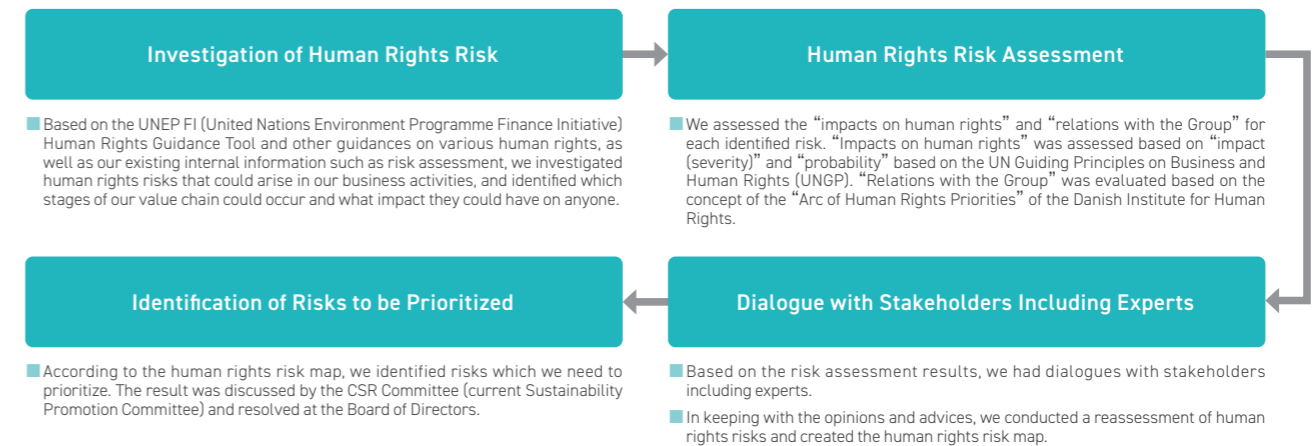 Investigation of Human Rights Risk
■ Based on the UNEP FI (United Nations Environment Programme Finance Initiative)
Human Rights Guidance Tool and other guidances on various human rights, as
well as our existing internal information such as risk assessment, we investigated
human rights risks that could arise in our business activities, and identified which
stages of our value chain could occur and what impact they could have on anyone.
Human Rights Risk Assessment
■ We assessed the “impacts on human rights” and “relations with the Group” for
each identified risk. “Impacts on human rights” was assessed based on “impact
(severity)” and “probability” based on the UN Guiding Principles on Business and
Human Rights (UNGP). “Relations with the Group” was evaluated based on the
concept of the “Arc of Human Rights Priorities” of the Danish Institute for Human
Rights.
Dialogue with Stakeholders Including Experts
■ Based on the risk assessment results, we had dialogues with stakeholders
including experts.
■ In keeping with the opinions and advices, we conducted a reassessment of human
rights risks and created the human rights risk map.
Identification of Risks to be Prioritized
■ According to the human rights risk map, we identified risks which we need to
prioritize. The result was discussed by the CSR Committee (current Sustainability
Promotion Committee) and resolved at the Board of Directors.